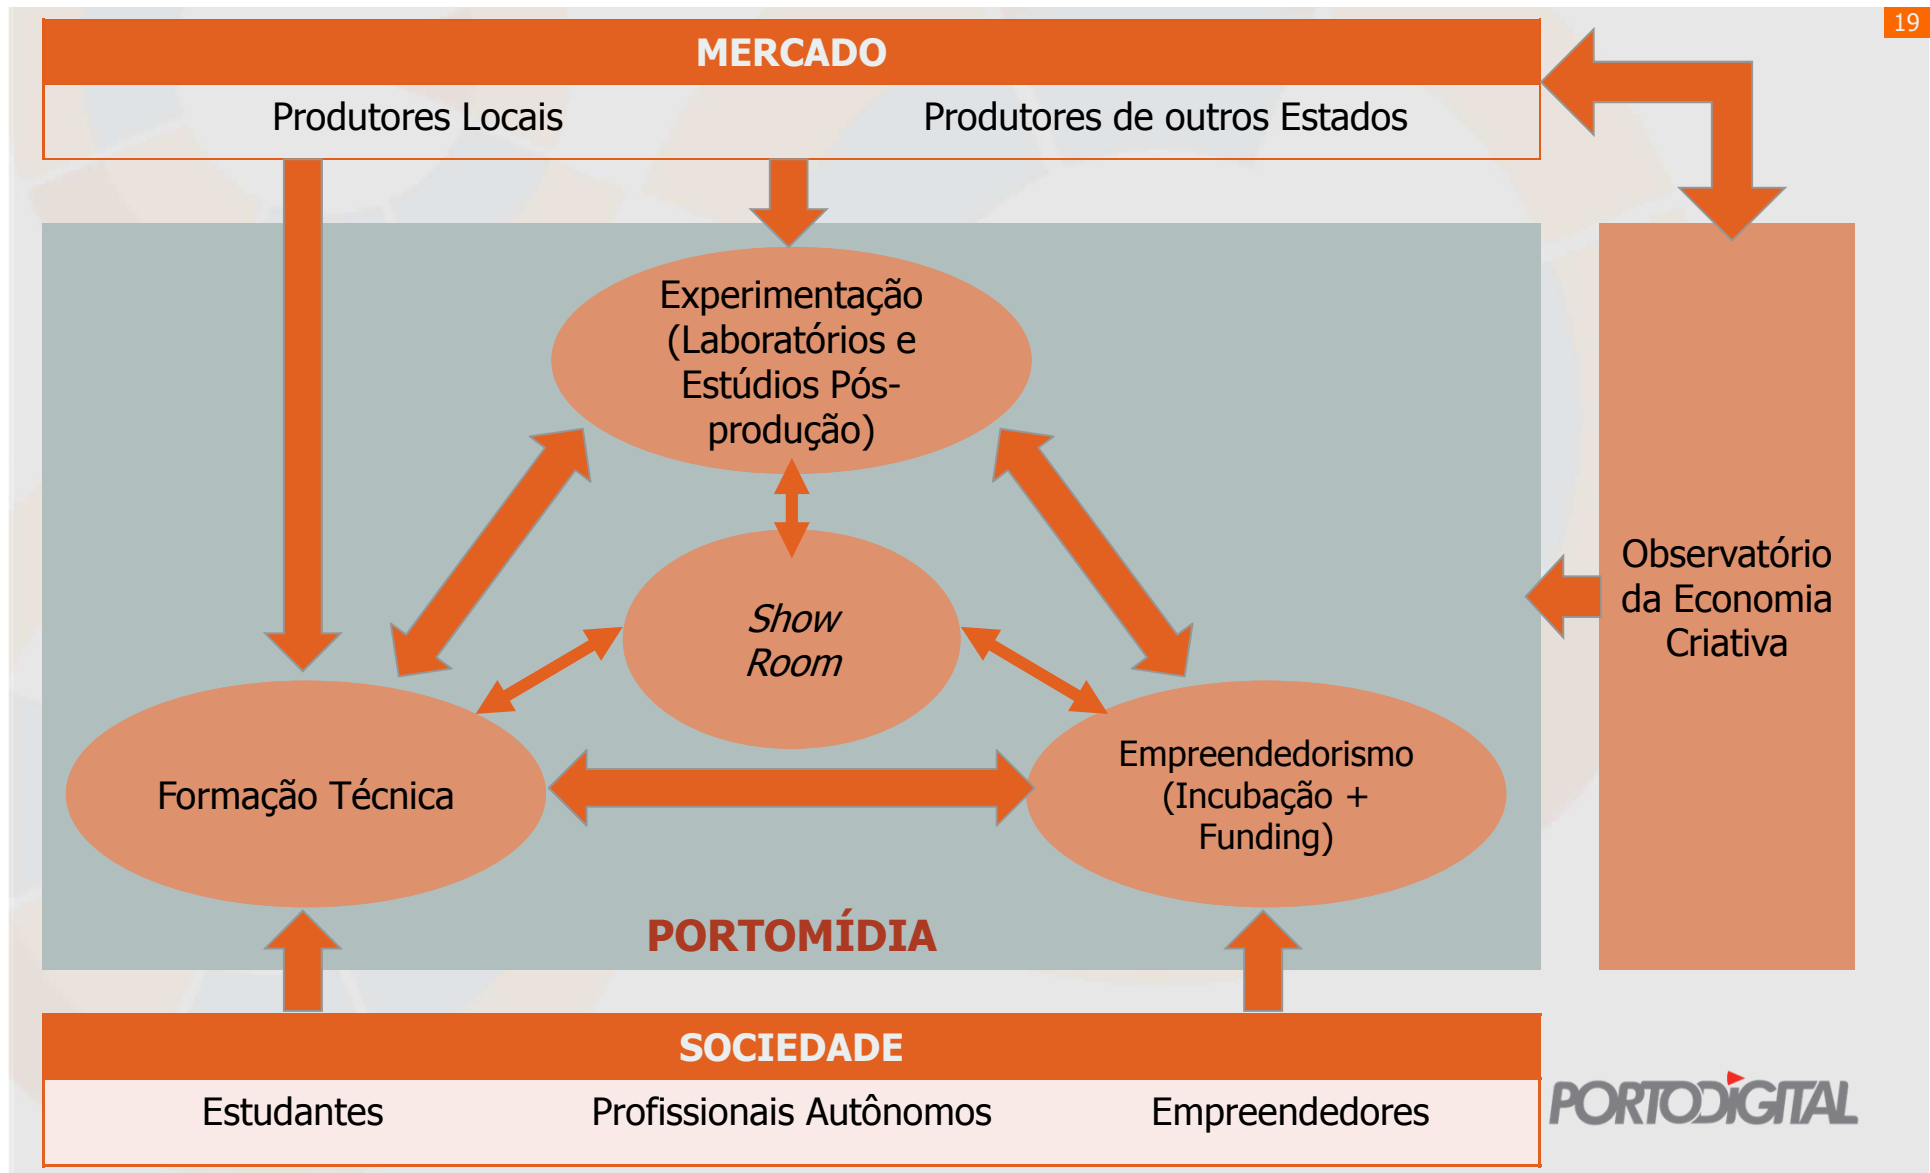 19
MERCADO
Produtores Locais
Produtores de outros Estados
Experimentação
(Laboratórios e
Estúdios Pós-
produção)
Show
Room
Observatório
da Economia
Criativa
Formação Técnica
Empreendedorismo
(Incubação +
Funding)
PORTOMÍDIA
SOCIEDADE
Estudantes
Profissionais Autônomos
Empreendedores
PORTODIGITAL